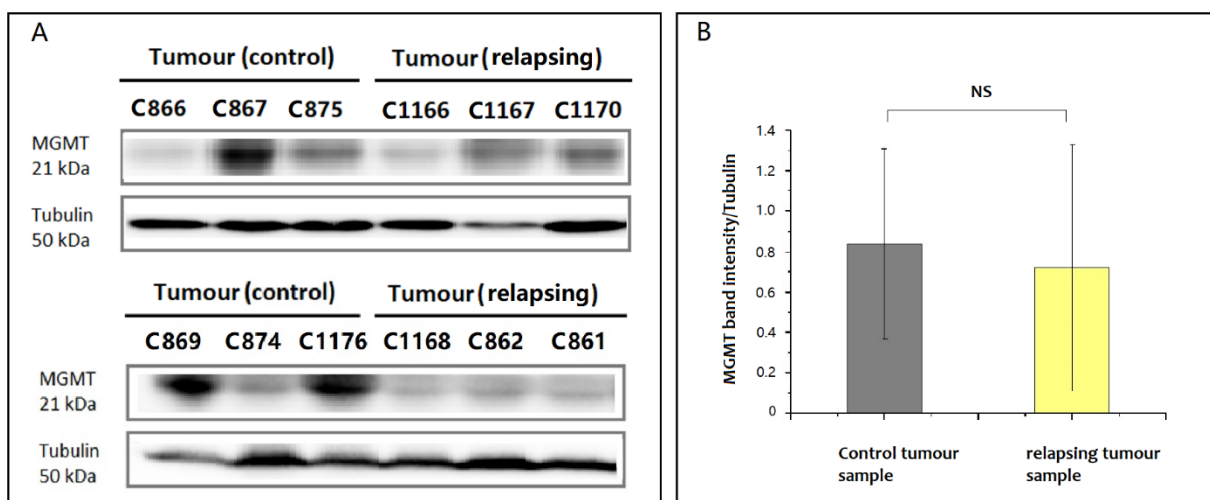 A
Tumour (control) Tumour (relapsing)
C866 C867 C875 C1166 C1167 C1170
MGMT
21 kDa
Tubulin
50 kDa
Tumour (control) Tumour (relapsing)
C869 C874 C1176 C1168 C862 C861
MGMT
21 kDa
Tubulin
50 kDa
B
NS
MGMT band intensity/Tubulin
1.4
1.2
1.0
0.8
0.6
0.4
0.2
0
Control tumour
sample
relapsing tumour
sample